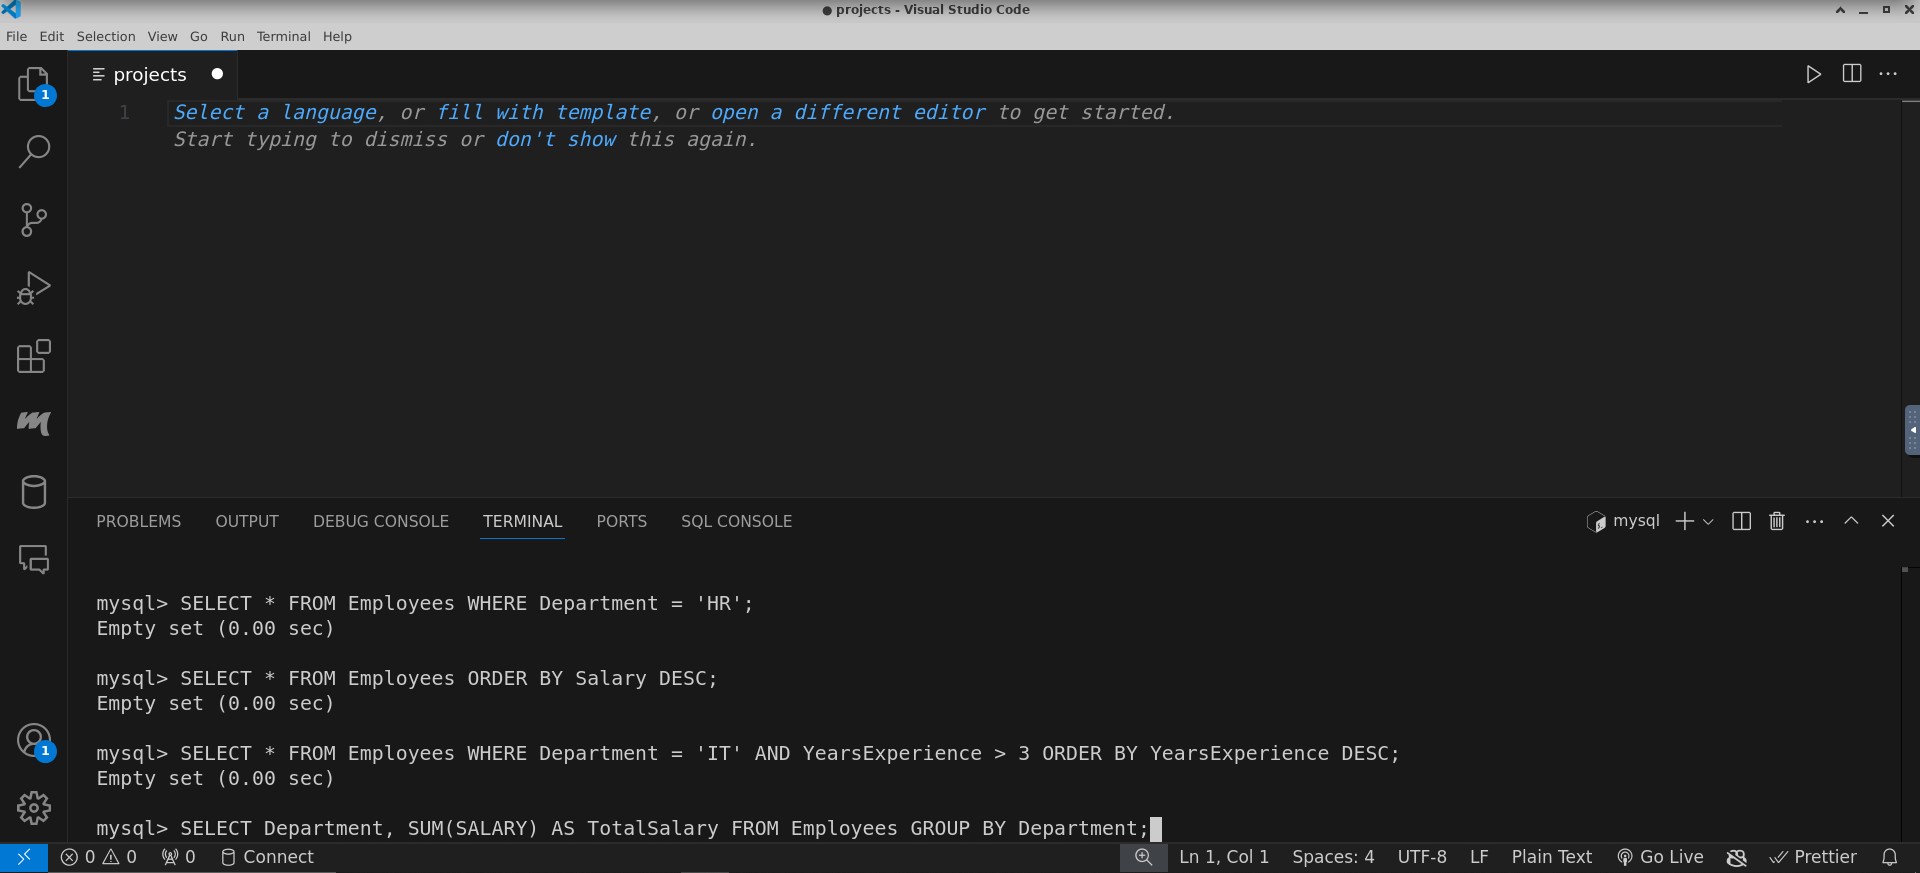 ● projects - Visual Studio Code
File Edit Selection View Go Run Terminal Help
projects
1
1 Select a language, or fill with template, or open a different editor to get started.
Start typing to dismiss or don't show this again.
PROBLEMS OUTPUT DEBUG CONSOLE TERMINAL PORTS SQL CONSOLE mysql
mysql> SELECT * FROM Employees WHERE Department = 'HR';
Empty set (0.00 sec)
mysql> SELECT * FROM Employees ORDER BY Salary DESC;
Empty set (0.00 sec)
mysql> SELECT * FROM Employees WHERE Department = 'IT' AND YearsExperience > 3 ORDER BY YearsExperience DESC;
1
Empty set (0.00 sec)
mysql> SELECT Department, SUM(SALARY) AS TotalSalary FROM Employees GROUP BY Department;
0 0 0 Connect Ln 1, Col 1 Spaces: 4 UTF-8 LF Plain Text Go Live Prettier